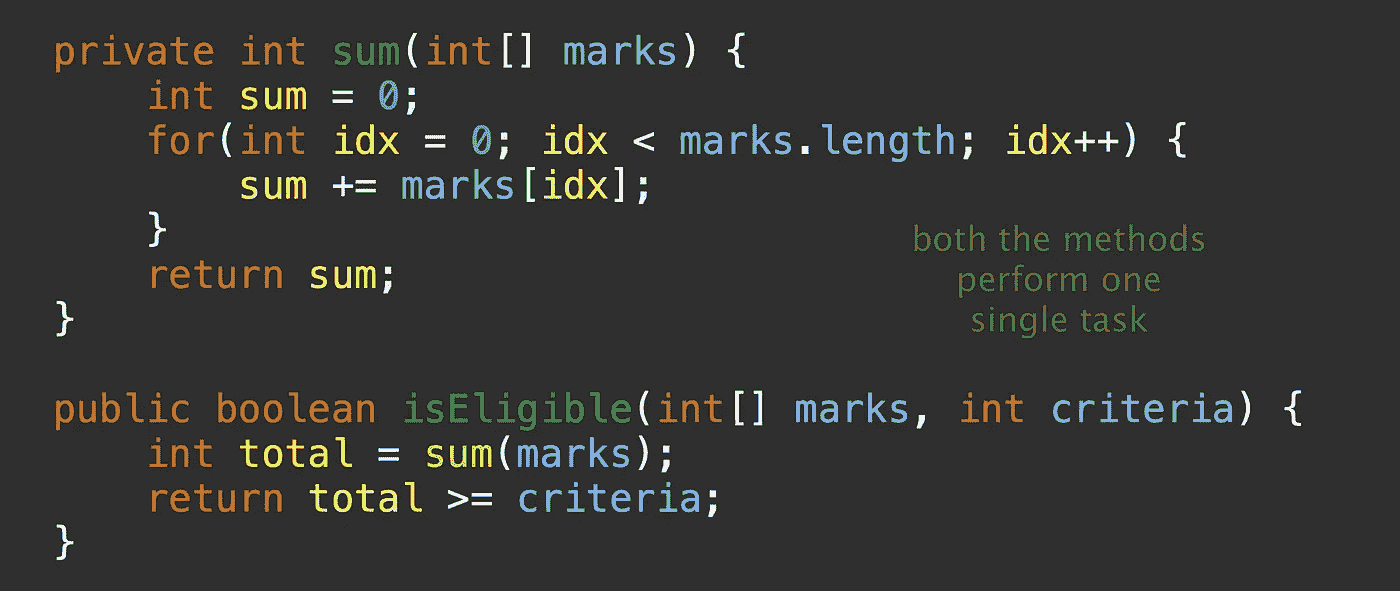 private int sum(int[] marks) {
    int sum = 0;
    for(int idx = 0; idx < marks.length; idx++) {
        sum += marks[idx];
    }
    return sum;
}
both the methods
perform one
single task
public boolean isEligible(int[] marks, int criteria) {
    int total = sum(marks);
    return total >= criteria;
}